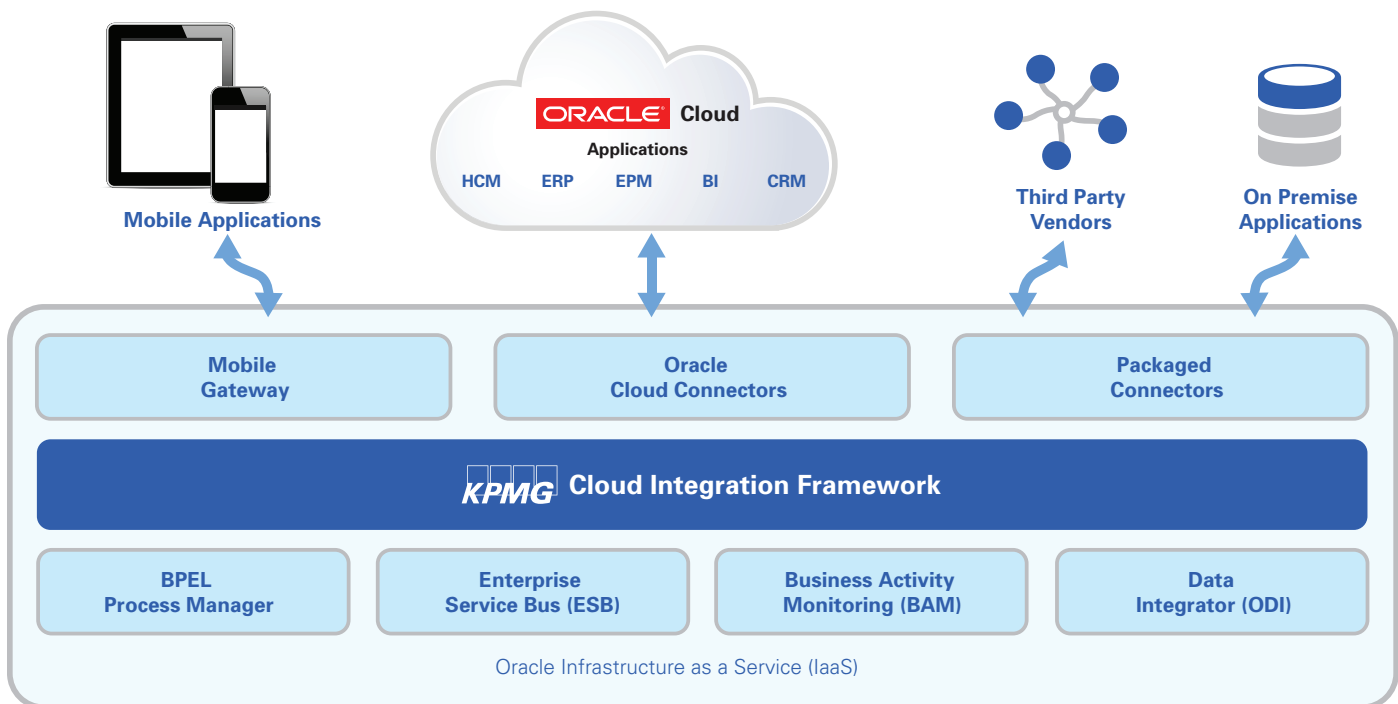 ORACLE Cloud
Applications
HCM ERP EPM BI CRM
Mobile Applications
Third Party
Vendors
On Premise
Applications
Mobile
Gateway
Oracle
Cloud Connectors
Packaged
Connectors
KPMG Cloud Integration Framework
BPEL
Process Manager
Enterprise
Service Bus (ESB)
Business Activity
Monitoring (BAM)
Data
Integrator (ODI)
Oracle Infrastructure as a Service (IaaS)